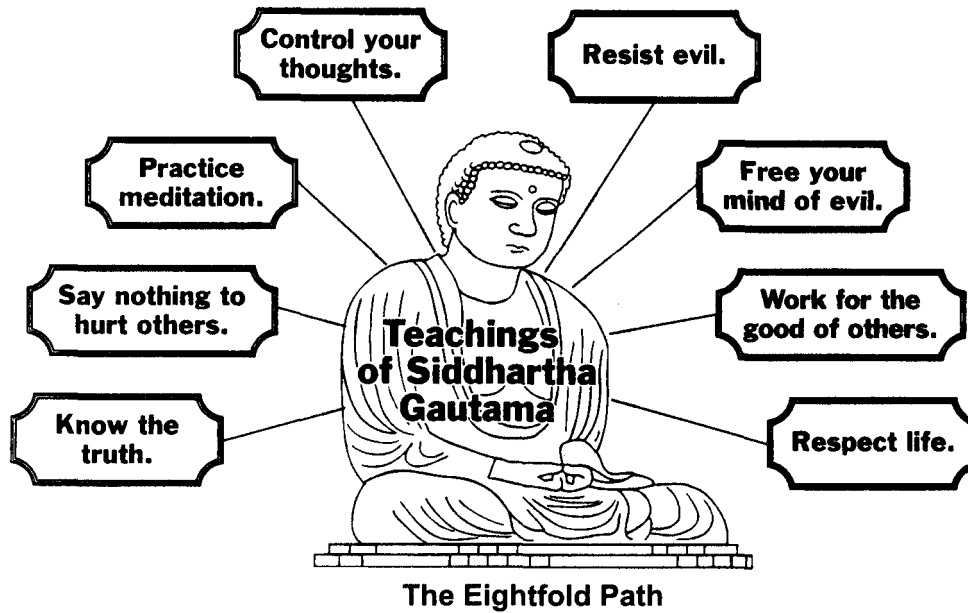 Control your
thoughts.
Resist evil.
Practice
meditation.
Free your
mind of evil.
Say nothing to
hurt others.
Work for the
good of others.
Teachings
of Siddhartha
Gautama
Know the
truth.
Respect life.
The Eightfold Path